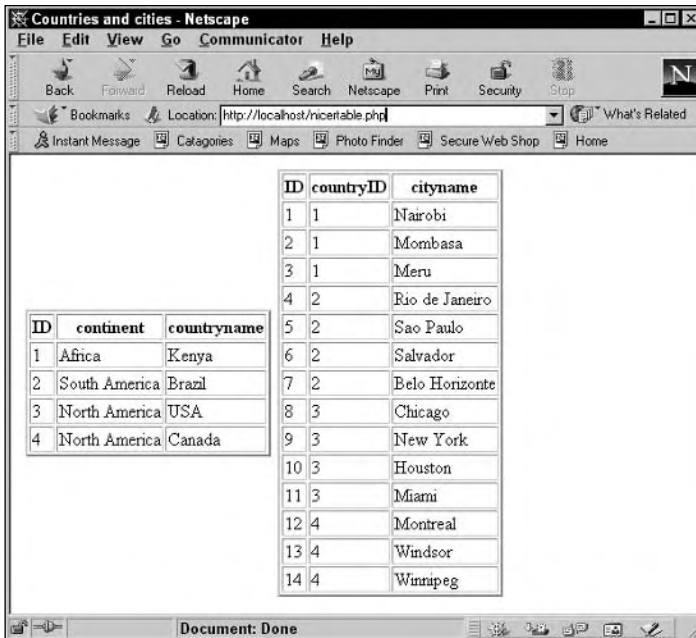 Countries and cities - Netscape
File Edit View Go Communicator Help
Back Forward Reload Home Search Netscape Print Security Stop
My
N
Bookmarks Location: http://localhost/nicertable.php What's Related
Instant Message Catagories Maps Photo Finder Secure Web Shop Home
ID continent countryname
1 Africa Kenya
2 South America Brazil
3 North America USA
4 North America Canada
ID countryID cityname
1 1 Nairobi
2 1 Mombasa
3 1 Meru
4 2 Rio de Janeiro
5 2 Sao Paulo
6 2 Salvador
7 2 Belo Horizonte
8 3 Chicago
9 3 New York
10 3 Houston
11 3 Miami
12 4 Montreal
13 4 Windsor
14 4 Winnipeg
Document: Done